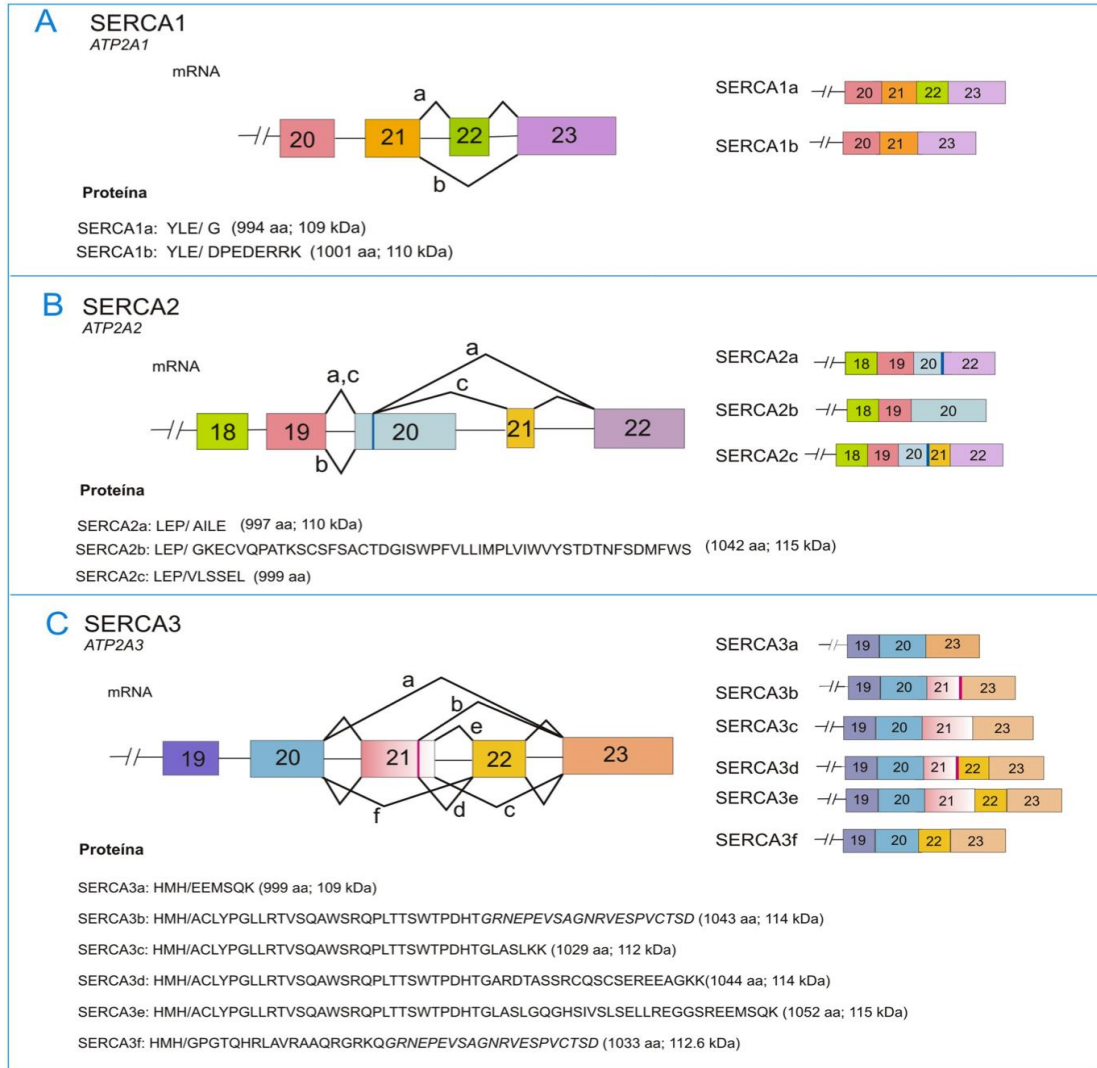 A SERCA1
ATP2A1
mRNA
a
20 21 22 23
b
SERCA1a 20 21 22 23
SERCA1b 20 21 23
Proteína
SERCA1a: YLE/ G (994 aa; 109 kDa)
SERCA1b: YLE/ DPEDERRK (1001 aa; 110 kDa)
B SERCA2
ATP2A2
mRNA
a
a,c
c
18 19 20 21 22
b
SERCA2a 18 19 20 22
SERCA2b 18 19 20
SERCA2c 18 19 20 21 22
Proteína
SERCA2a: LEP/ AILE (997 aa; 110 kDa)
SERCA2b: LEP/ GKECVQPATKSCSFSACTDGISWPFVLLIMPLVIWVYSTDTNFSDMFWS (1042 aa; 115 kDa)
SERCA2c: LEP/VLSSEL (999 aa)
C SERCA3
ATP2A3
mRNA
a
b
e
19 20 21 22 23
f d c
SERCA3a 19 20 23
SERCA3b 19 20 21 23
SERCA3c 19 20 21 23
SERCA3d 19 20 21 22 23
SERCA3e 19 20 21 22 23
SERCA3f 19 20 22 23
Proteína
SERCA3a: HMH/EEMSQK (999 aa; 109 kDa)
SERCA3b: HMH/ACLYPGLLRTVSQAWSRQPLTTSWTPDHTGRNEPEVSAGNRVESPVCTSD (1043 aa; 114 kDa)
SERCA3c: HMH/ACLYPGLLRTVSQAWSRQPLTTSWTPDHTGLASLKK (1029 aa; 112 kDa)
SERCA3d: HMH/ACLYPGLLRTVSQAWSRQPLTTSWTPDHTGARDTASSRCQSCSEREEAGKK(1044 aa; 114 kDa)
SERCA3e: HMH/ACLYPGLLRTVSQAWSRQPLTTSWTPDHTGLASLGQGHSIVSLSELLREGGSREEMSQK (1052 aa; 115 kDa)
SERCA3f: HMH/GPGTQHRLAVRAAQRGRKQGRNEPEVSAGNRVESPVCTSD (1033 aa; 112.6 kDa)